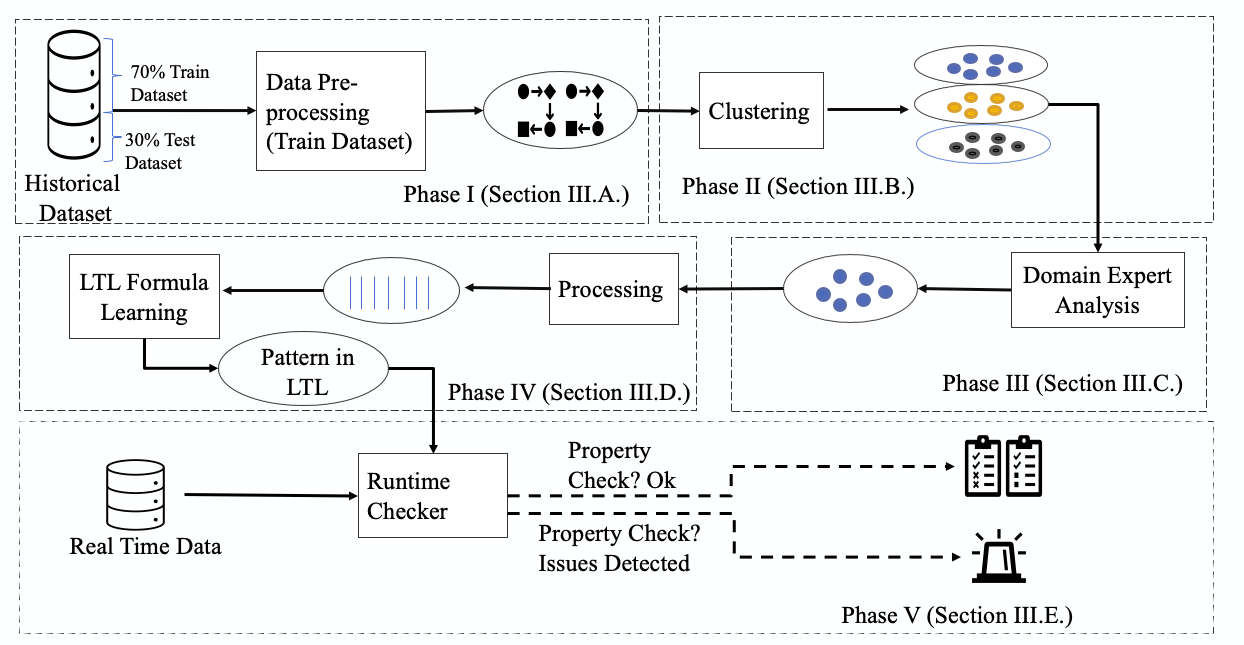 70% Train
Dataset
30% Test
Dataset
Historical
Dataset
Data Pre-
processing
(Train Dataset)
Phase I (Section III.A.)
Clustering
Phase II (Section III.B.)
Domain Expert
Analysis
Phase III (Section III.C.)
Processing
LTL Formula
Learning
Pattern in
LTL
Phase IV (Section III.D.)
Real Time Data
Runtime
Checker
Property
Check? Ok
Property Check?
Issues Detected
Phase V (Section III.E.)